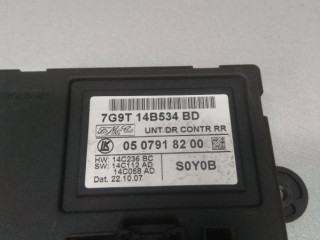 7G9T 14B534 BD
UNT DR CONTR RR
05 0791 82 00
HW: 14C236 BC
SW: 14C112 AD
14C068 AD
Dat. 22.10.07
S0Y0B